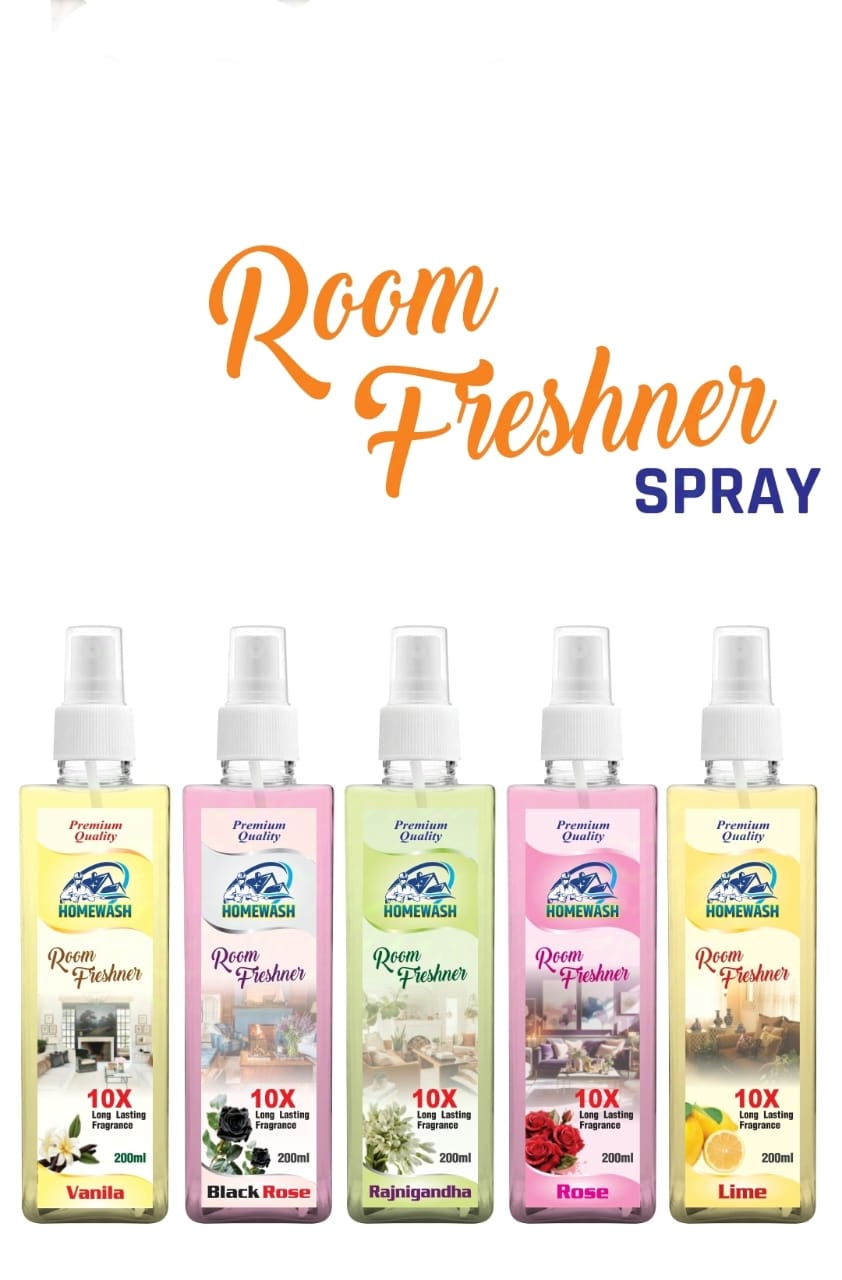 Room
Freshner
SPRAY
Premium
Quality
HOMEWASH
Room
Freshner
10X
Long Lasting
Fragrance
200ml
Vanila
Premium
Quality
HOMEWASH
Room
Freshner
10X
Long Lasting
Fragrance
200ml
Black Rose
Premium
Quality
HOMEWASH
Room
Freshner
10X
Long Lasting
Fragrance
200ml
Rajnigandha
Premium
Quality
HOMEWASH
Room
Freshner
10X
Long Lasting
Fragrance
200ml
Rose
Premium
Quality
HOMEWASH
Room
Freshner
10X
Long Lasting
Fragrance
200ml
Lime